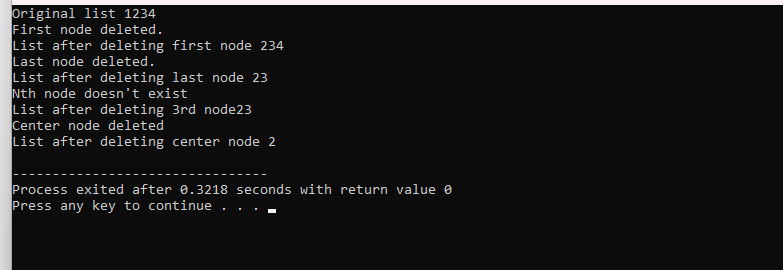 Original list 1234
First node deleted.
List after deleting first node 234
Last node deleted.
List after deleting last node 23
Nth node doesn't exist
List after deleting 3rd node23
Center node deleted
List after deleting center node 2
--------------------------------
Process exited after 0.3218 seconds with return value 0
Press any key to continue . . .